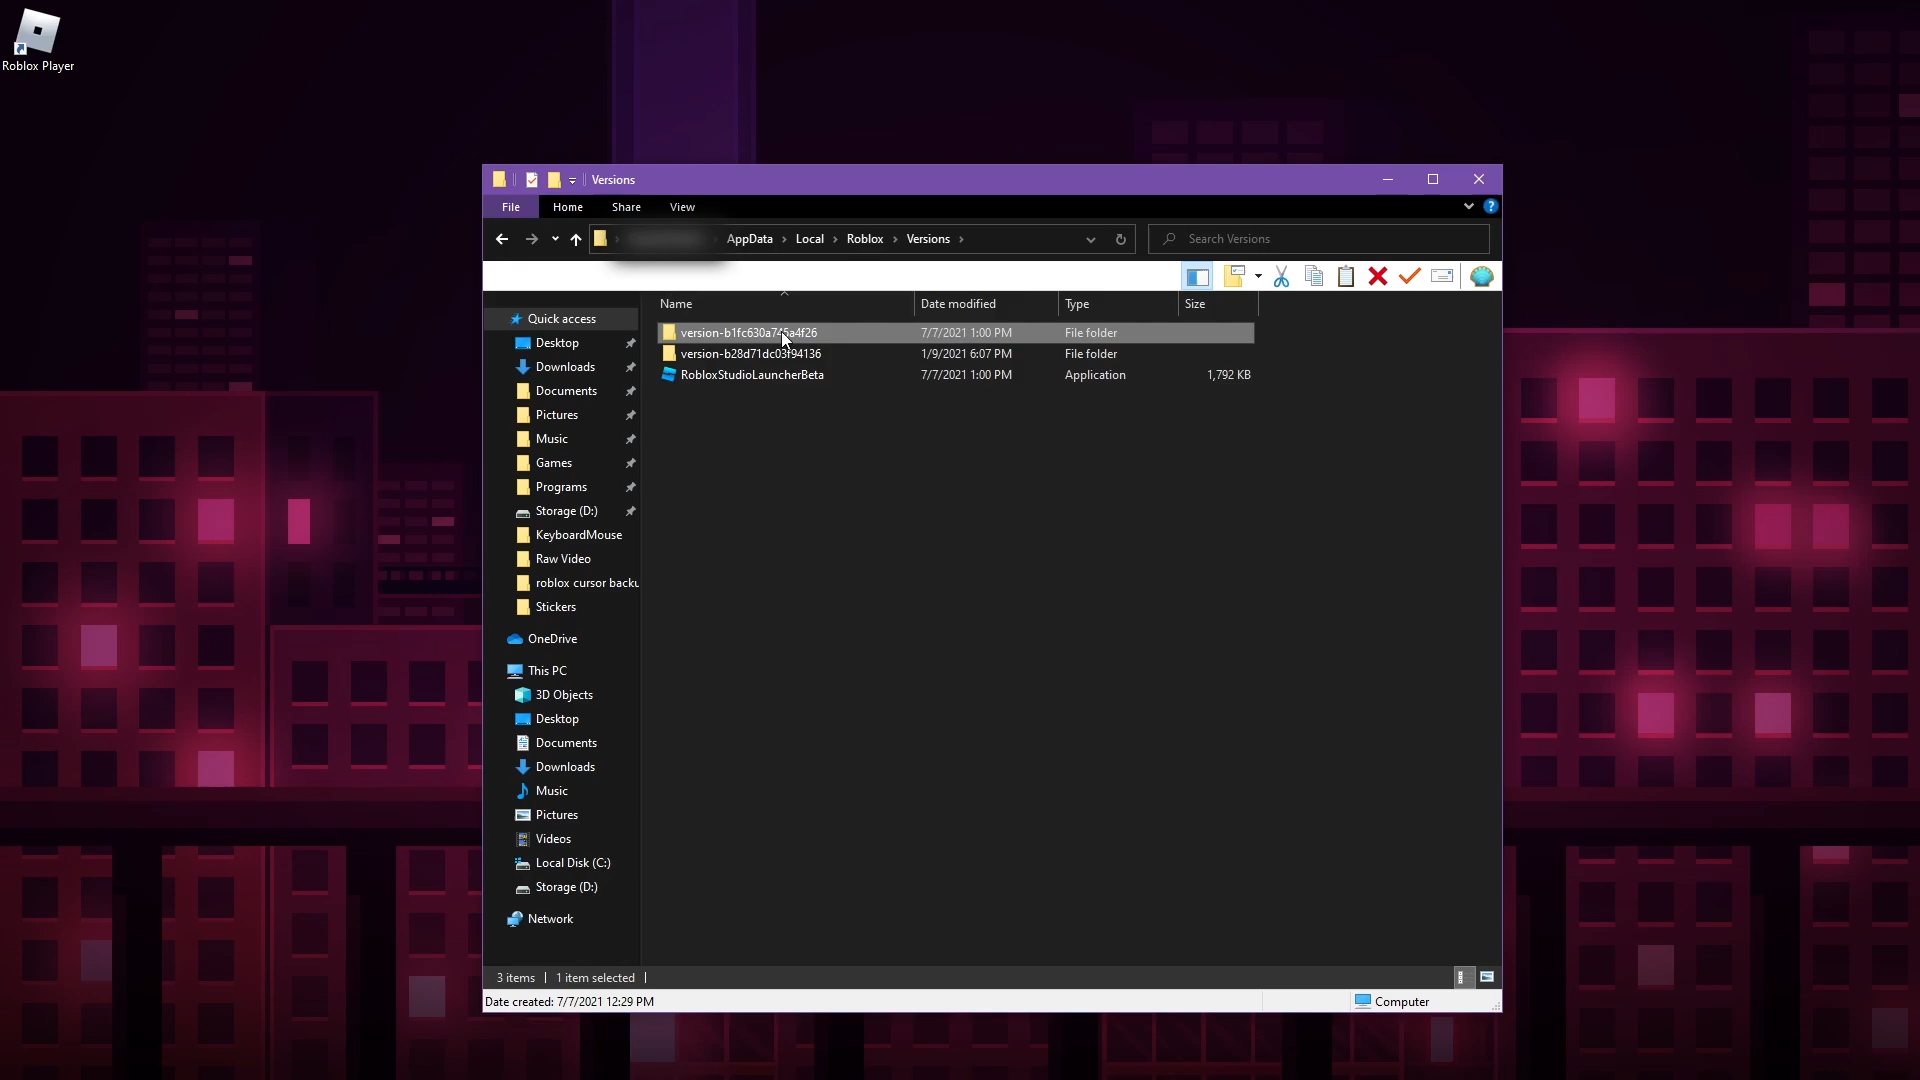 Roblox Player
Versions
File Home Share View
AppData › Local › Roblox › Versions ›
Search Versions
Name Date modified Type Size
version-b1fc630a745a4f26 7/7/2021 1:00 PM File folder
version-b28d71dc03f94136 1/9/2021 6:07 PM File folder
RobloxStudioLauncherBeta 7/7/2021 1:00 PM Application 1,792 KB
Quick access
Desktop
Downloads
Documents
Pictures
Music
Games
Programs
Storage (D:)
KeyboardMouse
Raw Video
roblox cursor backu
Stickers
OneDrive
This PC
3D Objects
Desktop
Documents
Downloads
Music
Pictures
Videos
Local Disk (C:)
Storage (D:)
Network
3 items 1 item selected
Date created: 7/7/2021 12:29 PM
Computer